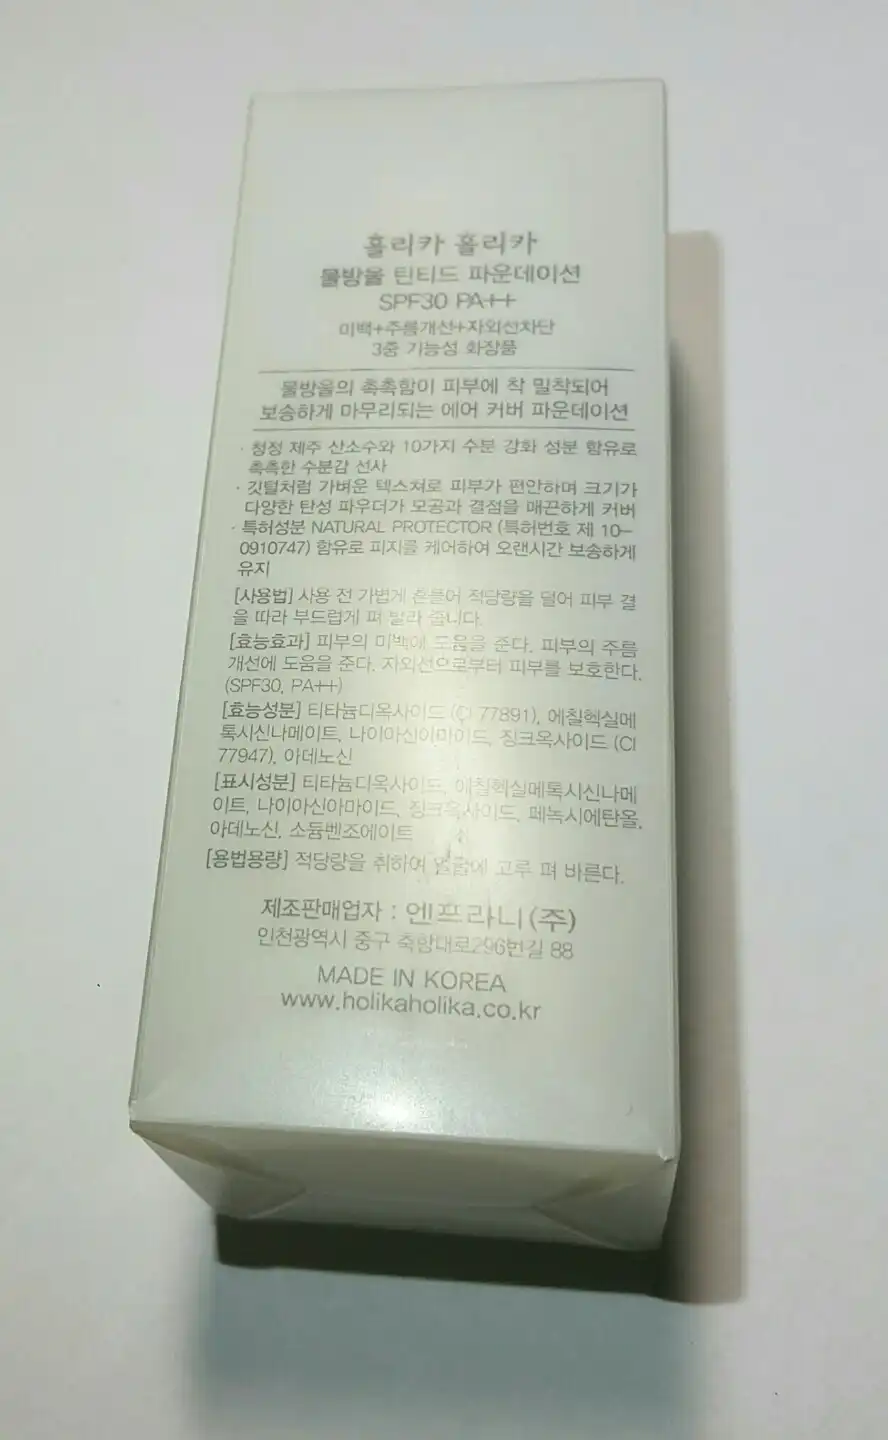 홀리카 홀리카
물방울 틴티드 파운데이션
SPF30 PA++
미백+주름개선+자외선차단
3중 기능성 화장품
물방울의 촉촉함이 피부에 착 밀착되어
보송하게 마무리되는 에어 커버 파운데이션
· 청정 제주 산소수와 10가지 수분 강화 성분 함유로
촉촉한 수분감 선사
· 깃털처럼 가벼운 텍스쳐로 피부가 편안하며 크기가
다양한 탄성 파우더가 모공과 결점을 매끈하게 커버
· 특허성분 NATURAL PROTECTOR (특허번호 제 10-
0910747) 함유로 피지를 케어하여 오랜시간 보송하게
유지
[사용법] 사용 전 가볍게 흔들어 적당량을 덜어 피부 결
을 따라 부드럽게 펴 발라 줍니다.
[효능효과] 피부의 미백에 도움을 준다. 피부의 주름
개선에 도움을 준다. 자외선으로부터 피부를 보호한다.
(SPF30, PA++)
[효능성분] 티타늄디옥사이드 (CI 77891), 에칠헥실메
톡시신나메이트, 나이아신아마이드, 징크옥사이드 (CI
77947), 아데노신
[표시성분] 티타늄디옥사이드, 에칠헥실메톡시신나메
이트, 나이아신아마이드, 징크옥사이드, 페녹시에탄올,
아데노신, 소듐벤조에이트
[용법용량] 적당량을 취하여 얼굴에 고루 펴 바른다.
제조판매업자 : 엔프라니(주)
인천광역시 중구 축항대로296번길 88
MADE IN KOREA
www.holikaholika.co.kr